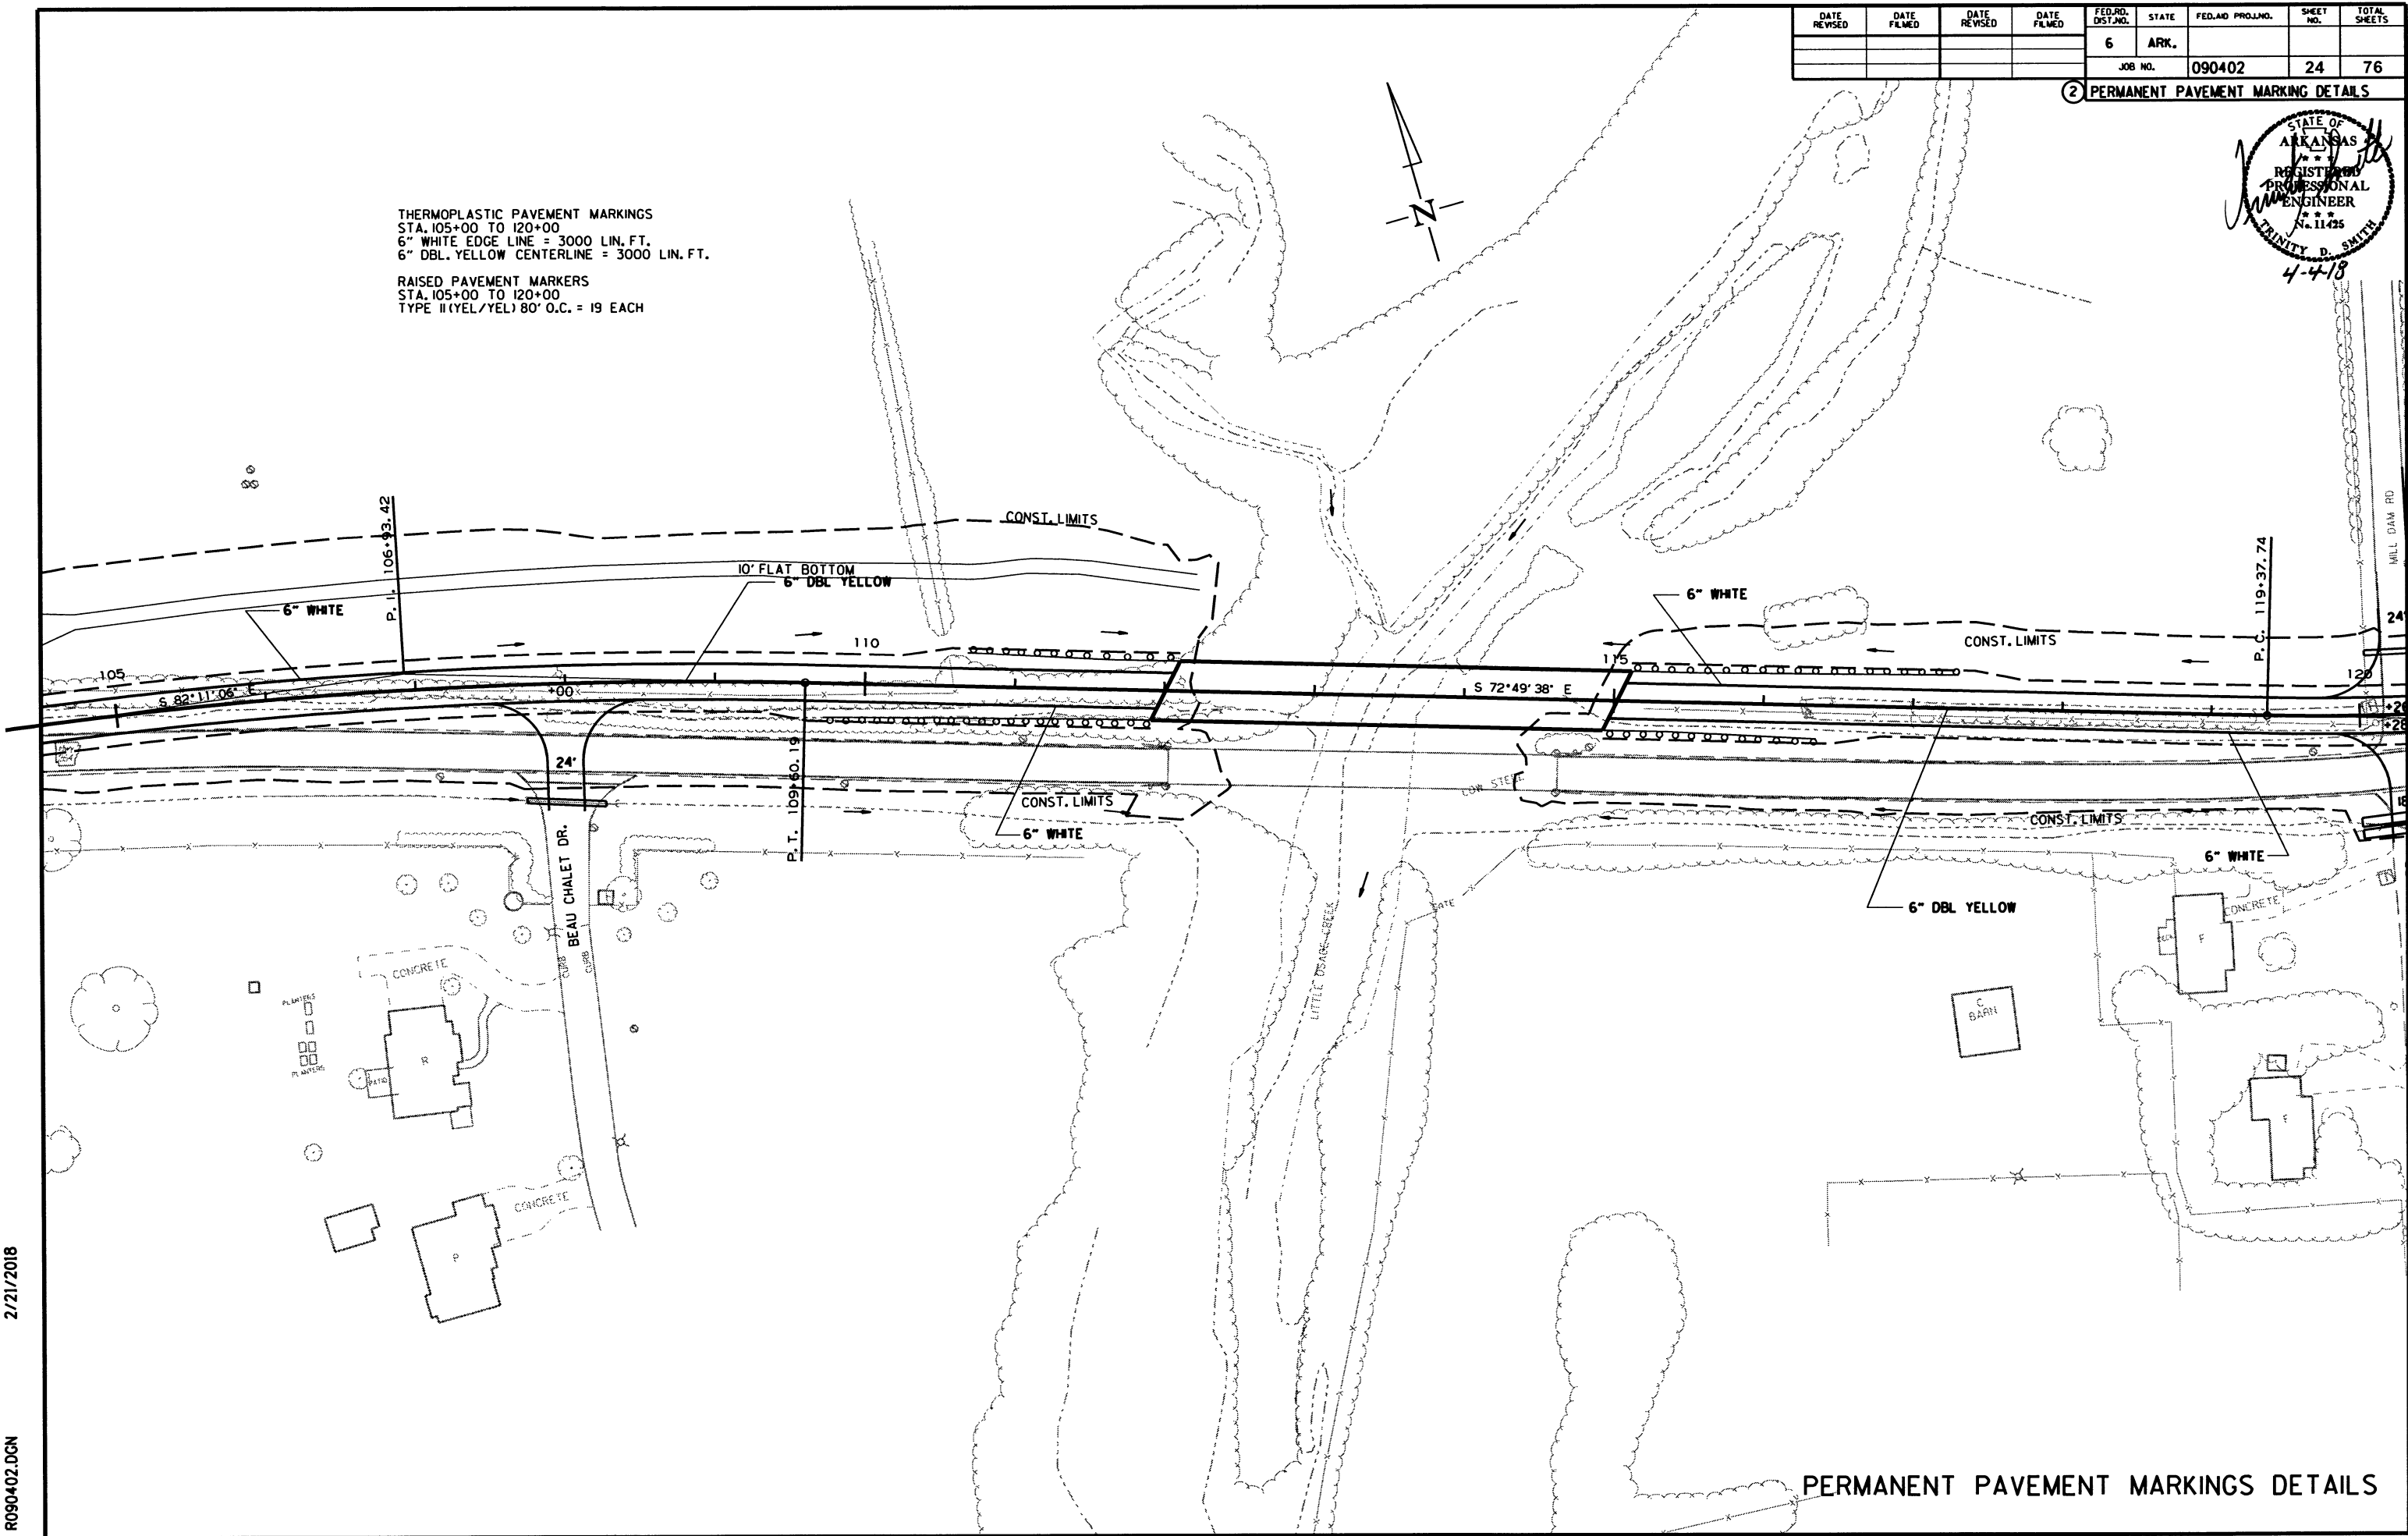 DATE REVISED
DATE FILMED
DATE REVISED
DATE FILMED
FED.RD. DIST.NO.
STATE
FED.AID PROJ.NO.
SHEET NO.
TOTAL SHEETS
6
ARK.
JOB NO.
090402
24
76
2 PERMANENT PAVEMENT MARKING DETAILS
STATE OF
ARKANSAS
REGISTERED
PROFESSIONAL
ENGINEER
No. 11425
TRINITY D. SMITH
4-4-18
THERMOPLASTIC PAVEMENT MARKINGS
STA. 105+00 TO 120+00
6" WHITE EDGE LINE = 3000 LIN. FT.
6" DBL. YELLOW CENTERLINE = 3000 LIN. FT.
RAISED PAVEMENT MARKERS
STA. 105+00 TO 120+00
TYPE II (YEL/YEL) 80' O.C. = 19 EACH
N
MILL DAM RD
P.I. 106+93.42
CONST. LIMITS
10' FLAT BOTTOM
6" DBL YELLOW
6" WHITE
6" WHITE
P.C. 119+37.74
24'
105
110
115
120
CONST. LIMITS
S 82°11'06" E
+00
S 72°49'38" E
24'
P.T. 109+60.19
LOW STEEL
CONST. LIMITS
6" WHITE
CONST. LIMITS
6" WHITE
BEAU CHALET DR.
CURB
CURB
LITTLE OSAGE CREEK
GATE
6" DBL YELLOW
CONCRETE
F
CONCRETE
PLANTERS
R
PATIO
PLANTERS
C
BARN
F
CONCRETE
P
2/21/2018
R090402.DGN
PERMANENT PAVEMENT MARKINGS DETAILS